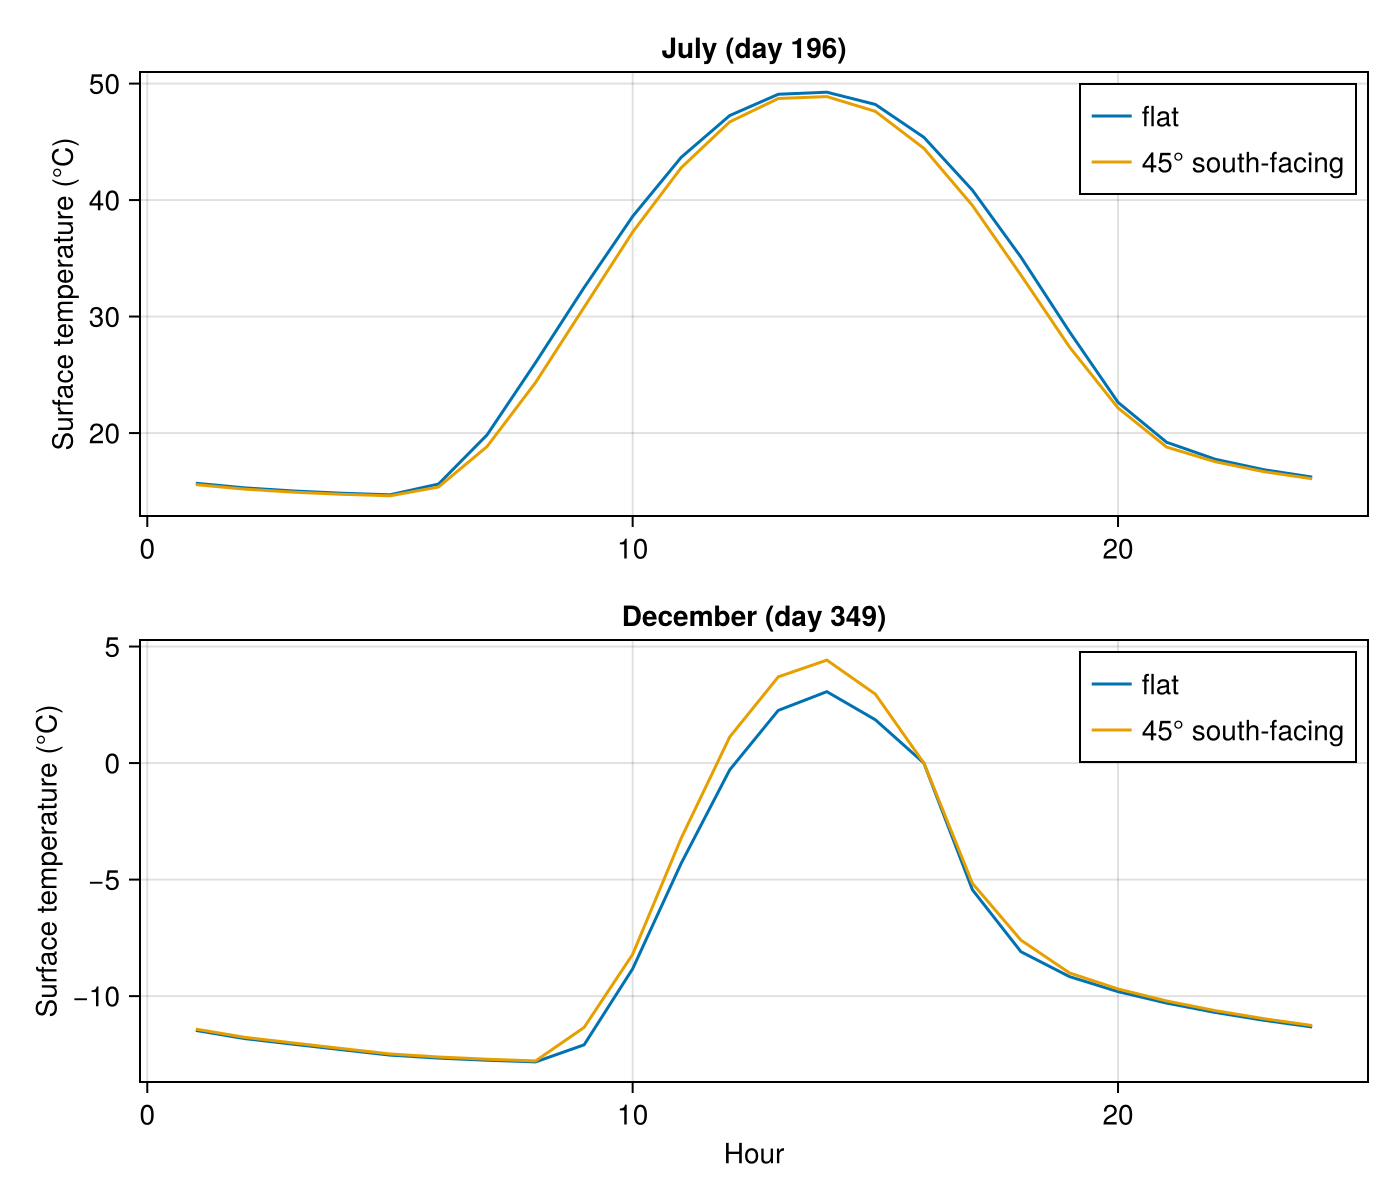 July (day 196)
Surface temperature (°C)
50
40
30
20
flat
45° south-facing
0
10
20
December (day 349)
Surface temperature (°C)
5
0
−5
−10
flat
45° south-facing
0
10
20
Hour